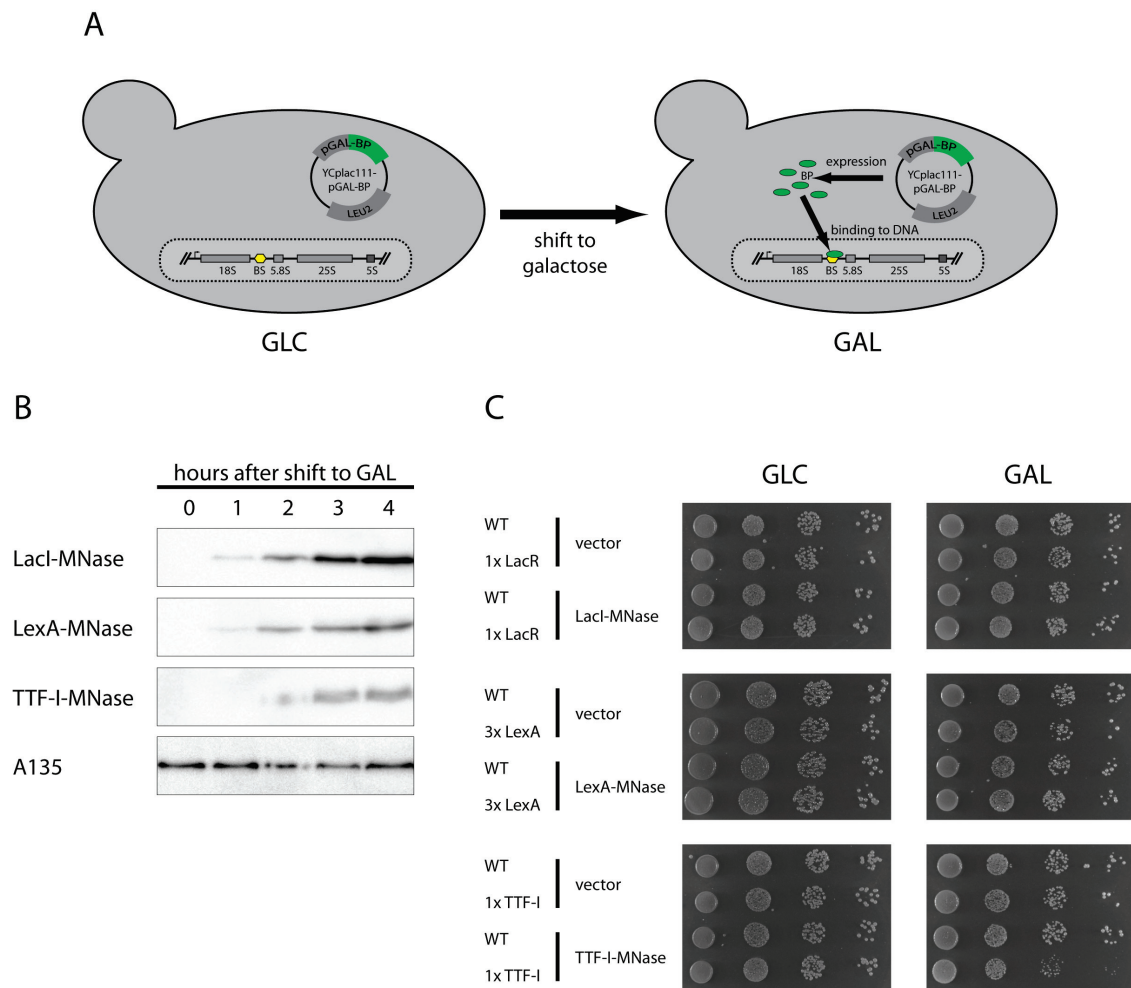 A
pGAL-BP
YCplac111-
pGAL-BP
LEU2
18S BS 5.8S 25S 5S
GLC
shift to
galactose
pGAL-BP
YCplac111-
pGAL-BP
LEU2
expression
BP
binding to DNA
18S BS 5.8S 25S 5S
GAL
B
hours after shift to GAL
0 1 2 3 4
LacI-MNase
LexA-MNase
TTF-I-MNase
A135
C
GLC GAL
WT
1x LacR
vector
WT
1x LacR
LacI-MNase
WT
3x LexA
vector
WT
3x LexA
LexA-MNase
WT
1x TTF-I
vector
WT
1x TTF-I
TTF-I-MNase